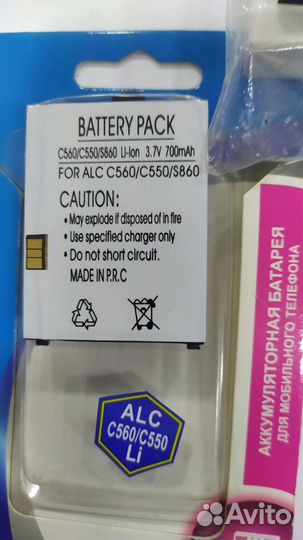 BATTERY PACK
C560/C550/S860 Li-Ion 3.7V 700mAh
FOR ALC C560/C550/S860
CAUTION:
• May explode if disposed of in fire
• Use specified charger only
• Do not short circuit.
MADE IN P.R.C
ALC
C560/C550
Li
АККУМУЛЯТОРНАЯ БАТАРЕЯ
ДЛЯ МОБИЛЬНОГО ТЕЛЕФОНА
Avito